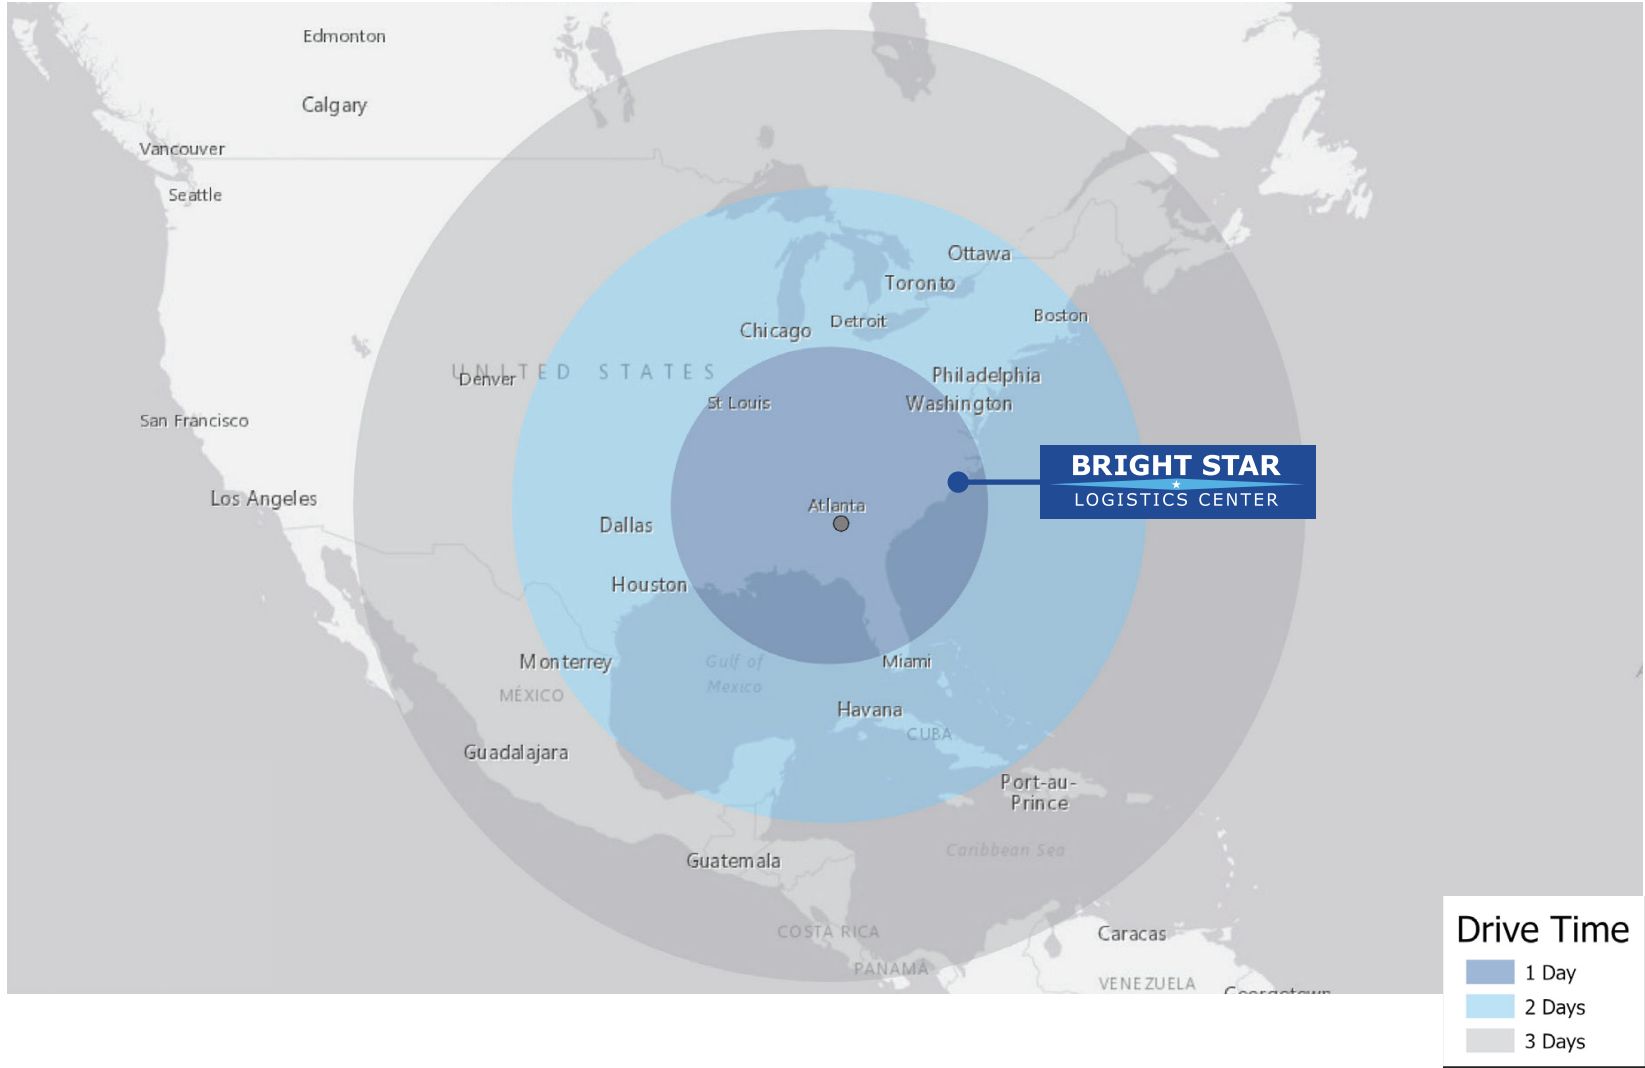 Edmonton
Calgary
Vancouver
Seattle
Ottawa
Toronto
Boston
Detroit
Chicago
UNITED STATES
Denver
Philadelphia
St Louis
Washington
San Francisco
BRIGHT STAR
LOGISTICS CENTER
Los Angeles
Atlanta
Dallas
Houston
Monterrey
Gulf of
Mexico
Miami
MÉXICO
Havana
CUBA
Guadalajara
Port-au-
Prince
Caribbean Sea
Guatemala
COSTA RICA
Caracas
PANAMÁ
VENEZUELA
Georgetown
Drive Time
1 Day
2 Days
3 Days